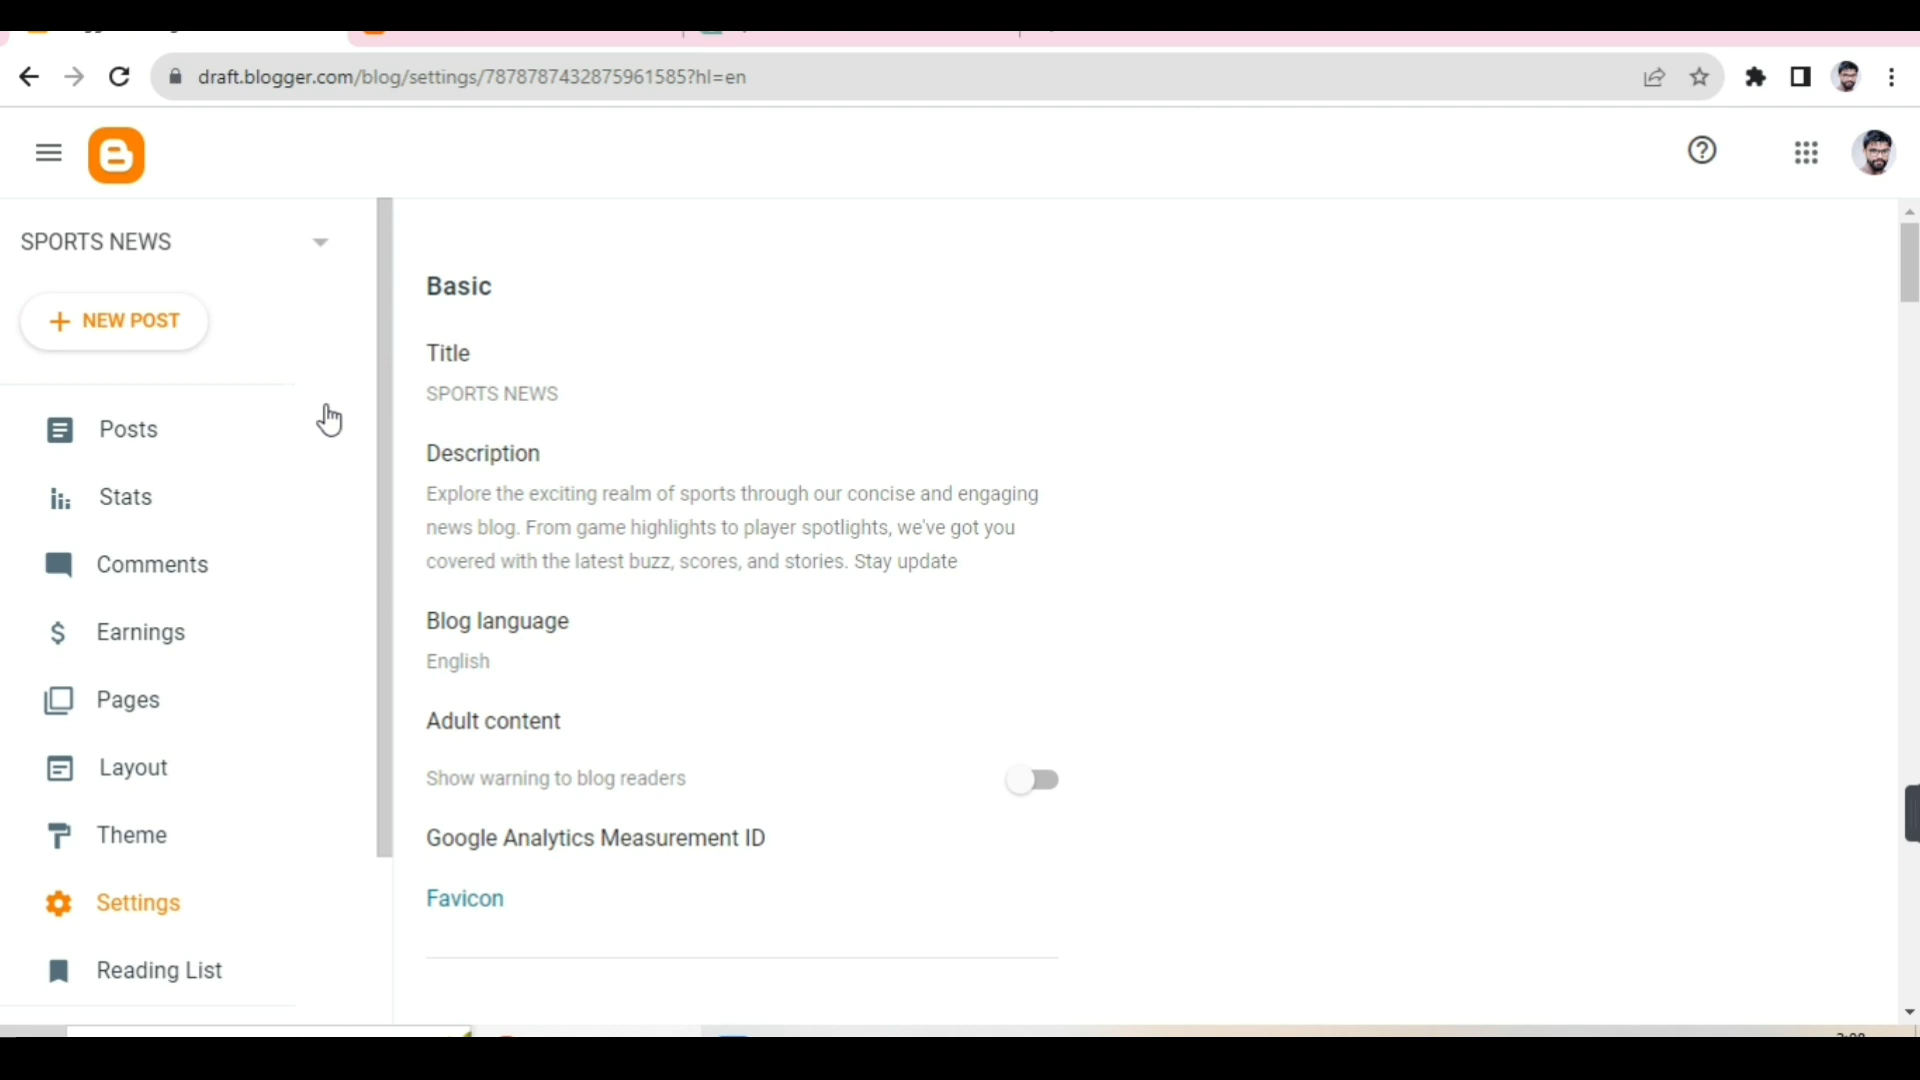 draft.blogger.com/blog/settings/7878787432875961585?hl=en
SPORTS NEWS
NEW POST
Posts
Stats
Comments
Earnings
Pages
Layout
Theme
Settings
Reading List
Basic
Title
SPORTS NEWS
Description
Explore the exciting realm of sports through our concise and engaging
news blog. From game highlights to player spotlights, we've got you
covered with the latest buzz, scores, and stories. Stay update
Blog language
English
Adult content
Show warning to blog readers
Google Analytics Measurement ID
Favicon